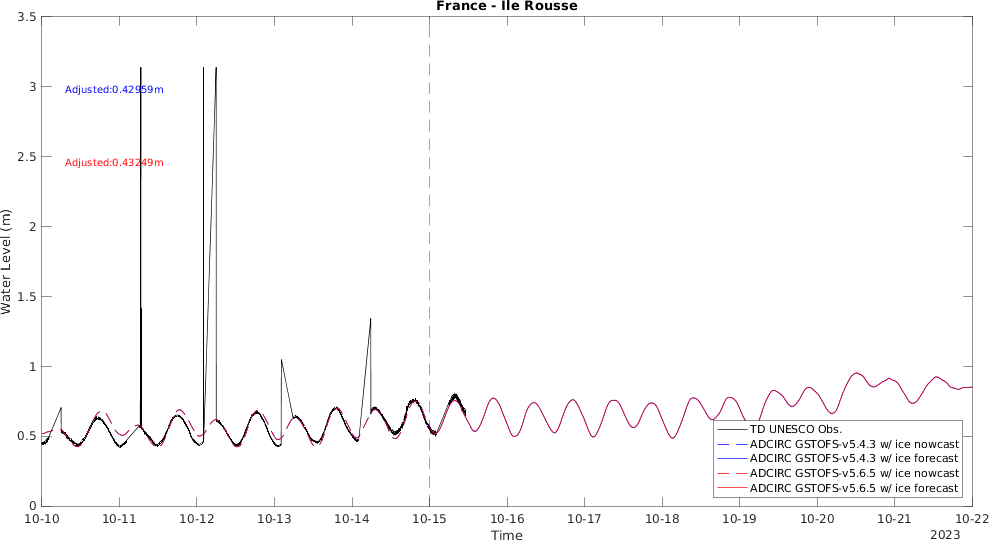 France - Ile Rousse
3.5
3
2.5
2
1.5
1
0.5
0
Water Level (m)
Adjusted:0.42959m
Adjusted:0.43249m
TD UNESCO Obs.
ADCIRC GSTOFS-v5.4.3 w/ ice nowcast
ADCIRC GSTOFS-v5.4.3 w/ ice forecast
ADCIRC GSTOFS-v5.6.5 w/ ice nowcast
ADCIRC GSTOFS-v5.6.5 w/ ice forecast
10-10 10-11 10-12 10-13 10-14 10-15 10-16 10-17 10-18 10-19 10-20 10-21 10-22
Time
2023